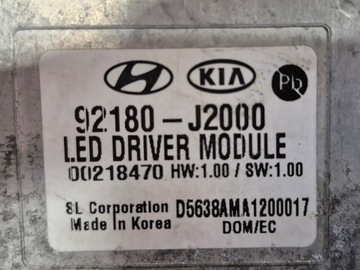 KIA Pb
92180-J2000
LED DRIVER MODULE
00218470 HW:1.00 / SW:1.00
SL Corporation D5638AMA1200017
Made In Korea DOM/EC